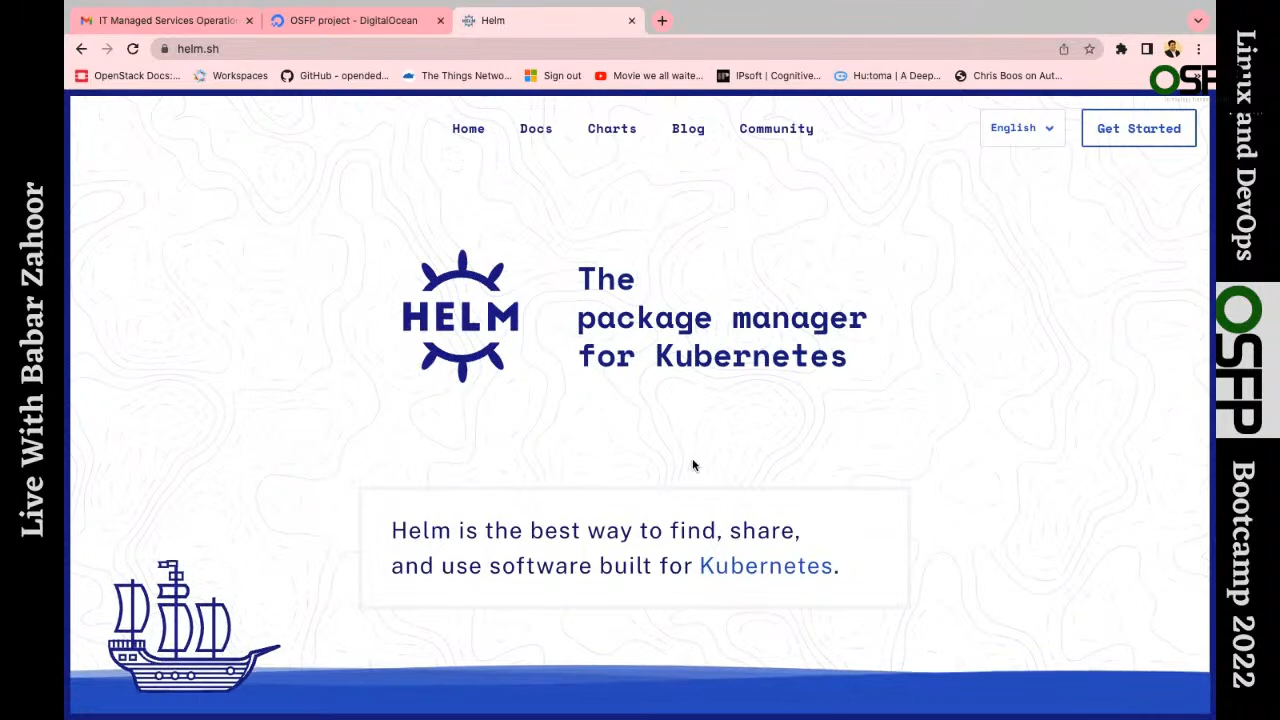 IT Managed Services Operatio
OSFP project - DigitalOcean
Helm
helm.sh
OpenStack Docs:...
Workspaces
GitHub - opended...
The Things Netwo...
Sign out
Movie we all waite...
IPsoft | Cognitive...
Hu:toma | A Deep...
Chris Boos on Aut...
OSF
Home
Docs
Charts
Blog
Community
English
Get Started
HELM
The
package manager
for Kubernetes
Helm is the best way to find, share,
and use software built for Kubernetes.
Live With Babar Zahoor
Linux and DevOps
OSFP
Bootcamp 2022